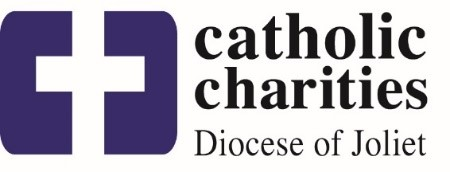 catholic
charities
Diocese of Joliet